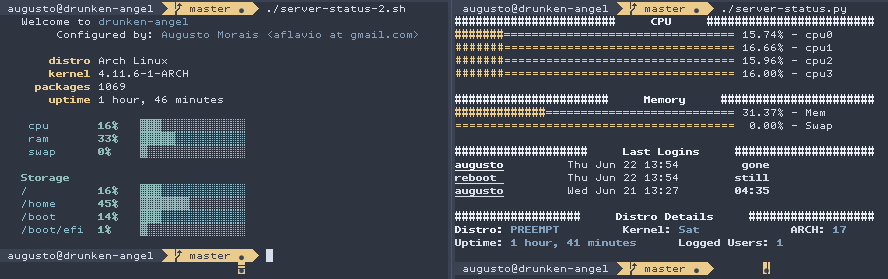 augusto@drunken-angel master ./server-status-2.sh
Welcome to drunken-angel
Configured by: Augusto Morais <aflavio at gmail.com>
distro Arch Linux
kernel 4.11.6-1-ARCH
packages 1069
uptime 1 hour, 46 minutes
cpu 16%
ram 33%
swap 0%
Storage
/ 16%
/home 45%
/boot 14%
/boot/efi 1%
augusto@drunken-angel master
augusto@drunken-angel master ./server-status.py
####################### CPU #######################
#######================================= 15.74% - cpu0
#######================================= 16.66% - cpu1
#######================================= 15.96% - cpu2
#######================================= 16.00% - cpu3
###################### Memory ######################
#############=========================== 31.37% - Mem
======================================== 0.00% - Swap
#################### Last Logins ####################
augusto Thu Jun 22 13:54 gone
reboot Thu Jun 22 13:54 still
augusto Wed Jun 21 13:27 04:35
################## Distro Details ##################
Distro: PREEMPT Kernel: Sat ARCH: 17
Uptime: 1 hour, 41 minutes Logged Users: 1
augusto@drunken-angel master